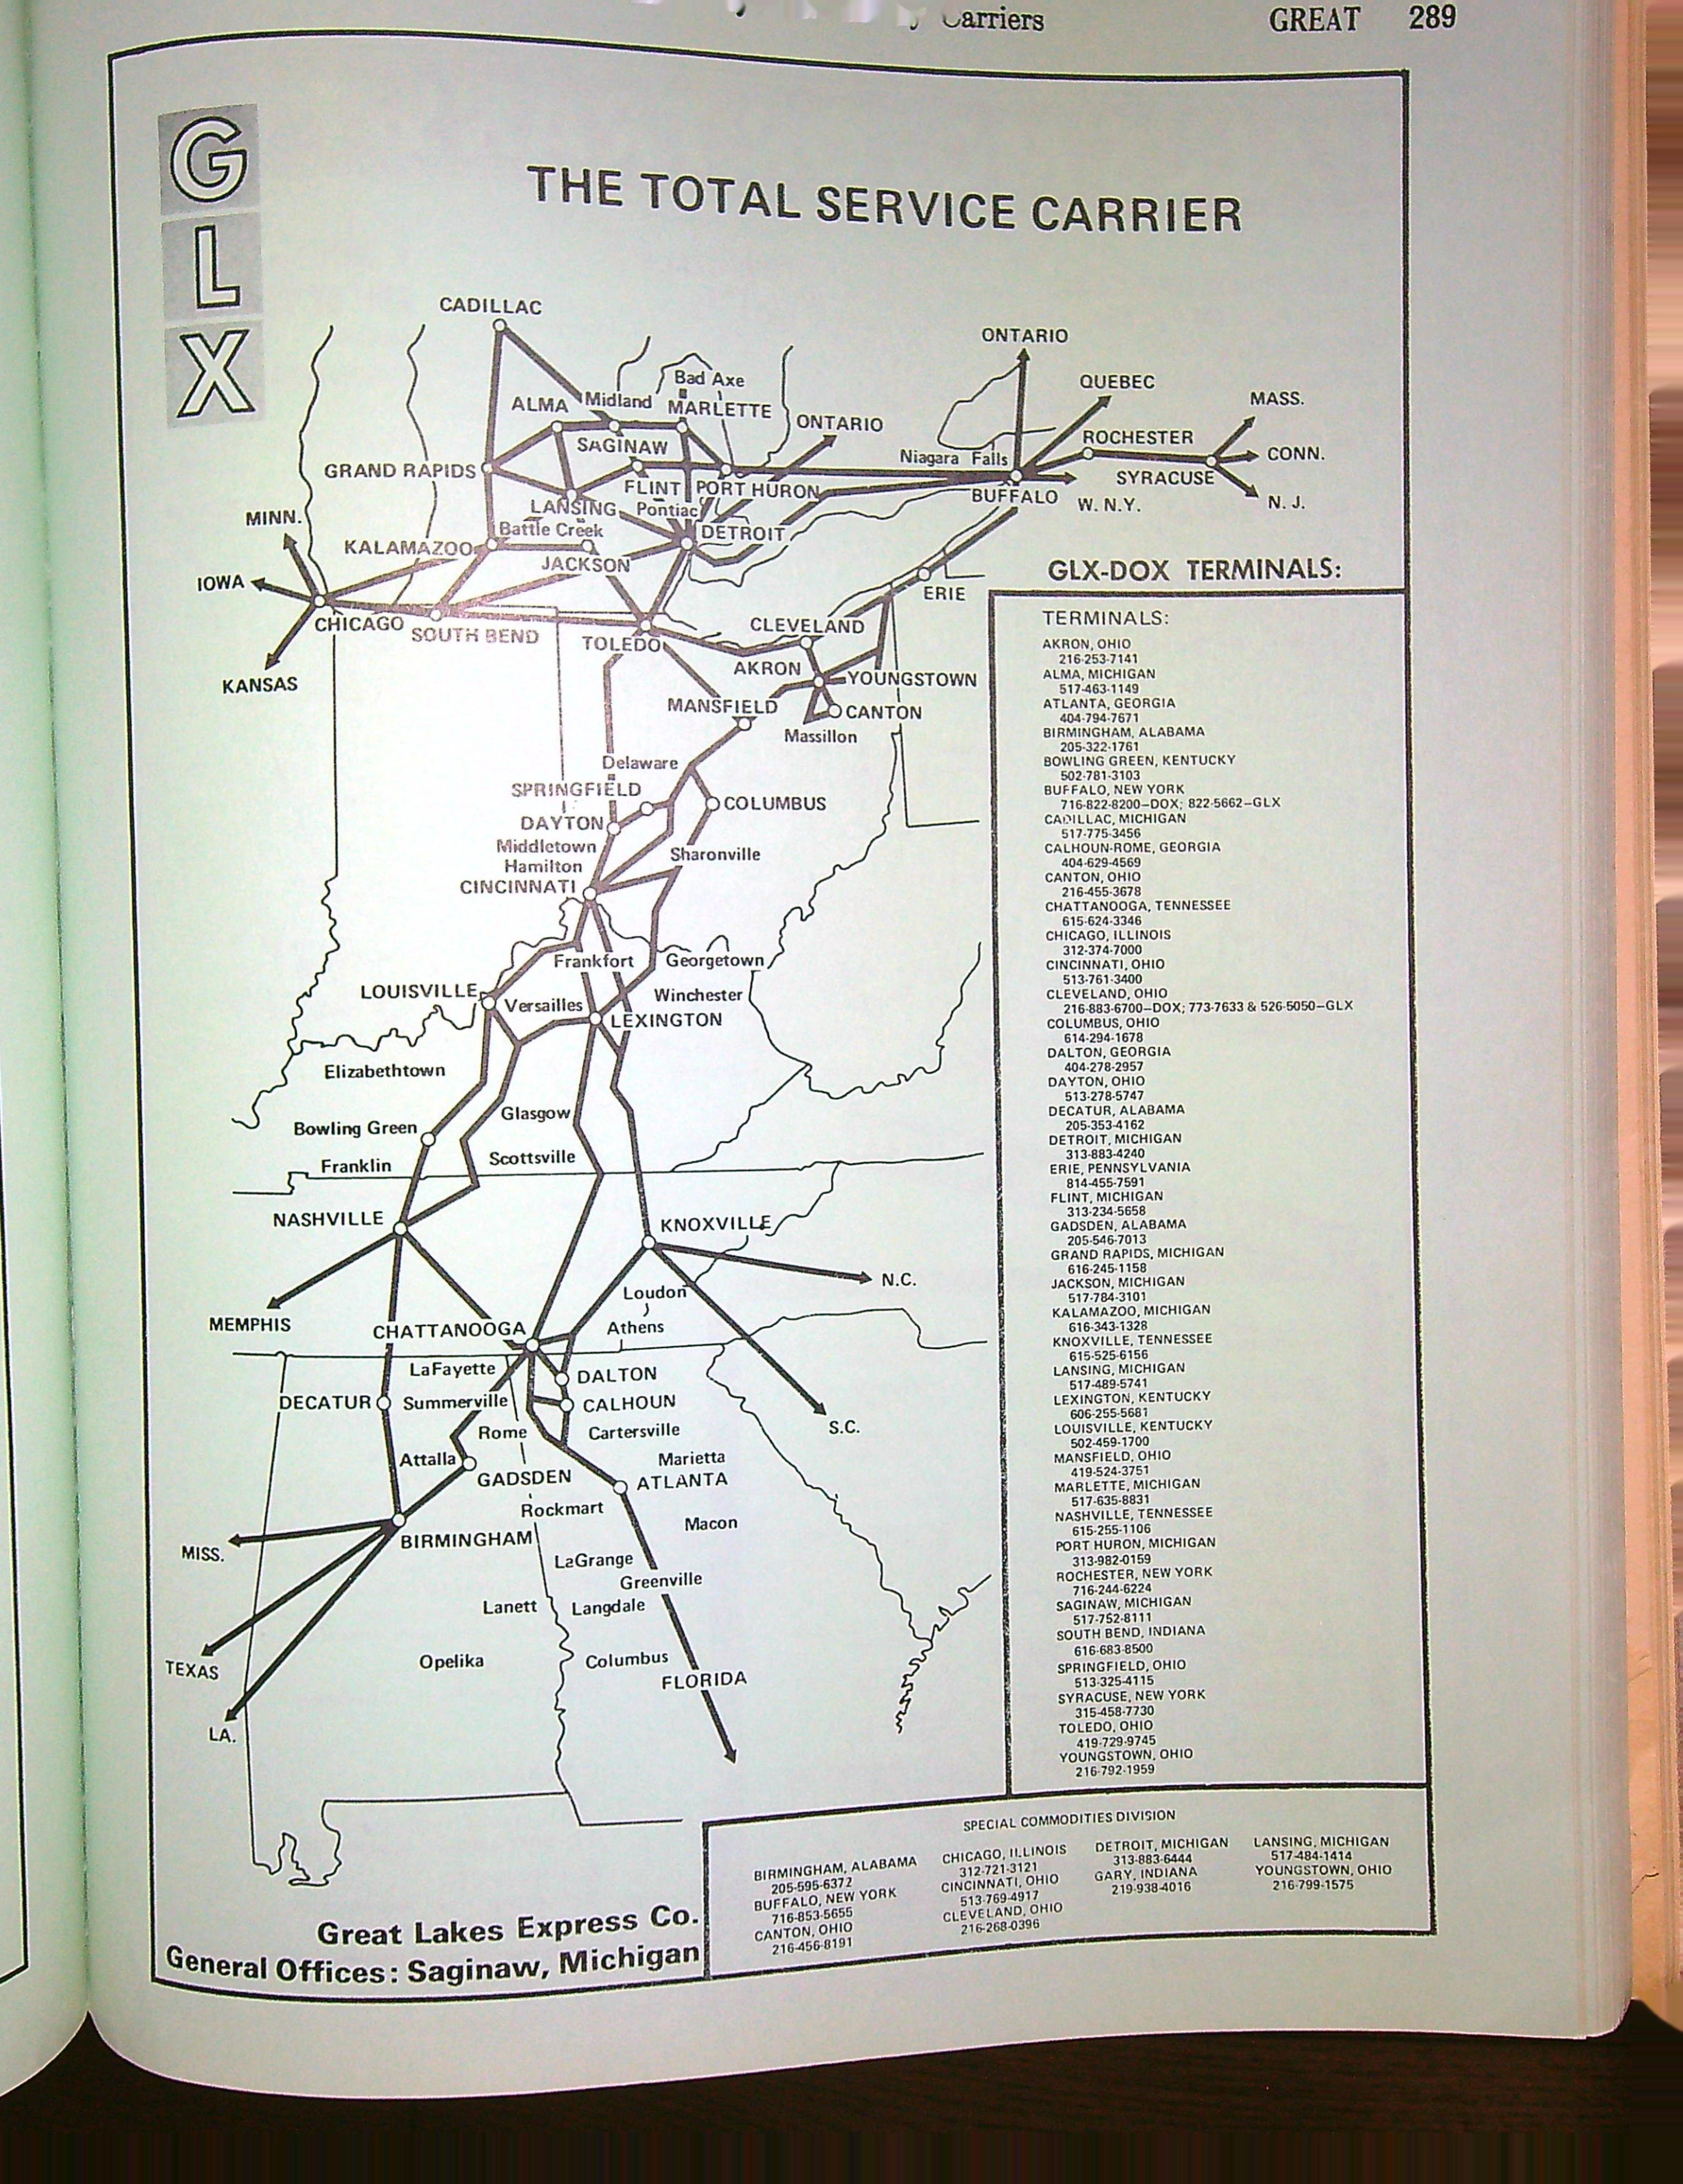 Carriers
GREAT 289
G
L
X
THE TOTAL SERVICE CARRIER
CADILLAC
ONTARIO
QUEBEC
MASS.
Bad Axe
ALMA
Midland
MARLETTE
ONTARIO
ROCHESTER
CONN.
SAGINAW
Niagara Falls
GRAND RAPIDS
SYRACUSE
FLINT
PORT HURON
BUFFALO
W. N.Y.
N. J.
LANSING
Pontiac
MINN.
Battle Creek
DETROIT
KALAMAZOO
JACKSON
IOWA
ERIE
CHICAGO
SOUTH BEND
TOLEDO
CLEVELAND
KANSAS
AKRON
YOUNGSTOWN
MANSFIELD
CANTON
Massillon
Delaware
SPRINGFIELD
COLUMBUS
DAYTON
Middletown
Hamilton
Sharonville
CINCINNATI
Frankfort
Georgetown
LOUISVILLE
Versailles
Winchester
LEXINGTON
Elizabethtown
Glasgow
Bowling Green
Scottsville
Franklin
NASHVILLE
KNOXVILLE
N.C.
Loudon
MEMPHIS
CHATTANOOGA
Athens
LaFayette
DALTON
DECATUR
Summerville
CALHOUN
S.C.
Rome
Cartersville
Attalla
Marietta
GADSDEN
ATLANTA
Rockmart
Macon
MISS.
BIRMINGHAM
LaGrange
Greenville
Lanett
Langdale
TEXAS
Opelika
Columbus
FLORIDA
LA.
GLX-DOX TERMINALS:
TERMINALS:
AKRON, OHIO
216-253-7141
ALMA, MICHIGAN
517-463-1149
ATLANTA, GEORGIA
404-794-7671
BIRMINGHAM, ALABAMA
205-322-1761
BOWLING GREEN, KENTUCKY
502-781-3103
BUFFALO, NEW YORK
716-822-8200–DOX; 822-5662–GLX
CADILLAC, MICHIGAN
517-775-3456
CALHOUN-ROME, GEORGIA
404-629-4569
CANTON, OHIO
216-455-3678
CHATTANOOGA, TENNESSEE
615-624-3346
CHICAGO, ILLINOIS
312-374-7000
CINCINNATI, OHIO
513-761-3400
CLEVELAND, OHIO
216-883-6700–DOX; 773-7633 & 526-5050–GLX
COLUMBUS, OHIO
614-294-1678
DALTON, GEORGIA
404-278-2957
DAYTON, OHIO
513-278-5747
DECATUR, ALABAMA
205-353-4162
DETROIT, MICHIGAN
313-883-4240
ERIE, PENNSYLVANIA
814-455-7591
FLINT, MICHIGAN
313-234-5658
GADSDEN, ALABAMA
205-546-7013
GRAND RAPIDS, MICHIGAN
616-245-1158
JACKSON, MICHIGAN
517-784-3101
KALAMAZOO, MICHIGAN
616-343-1328
KNOXVILLE, TENNESSEE
615-525-6156
LANSING, MICHIGAN
517-489-5741
LEXINGTON, KENTUCKY
606-255-5681
LOUISVILLE, KENTUCKY
502-459-1700
MANSFIELD, OHIO
419-524-3751
MARLETTE, MICHIGAN
517-635-8831
NASHVILLE, TENNESSEE
615-255-1106
PORT HURON, MICHIGAN
313-982-0159
ROCHESTER, NEW YORK
716-244-6224
SAGINAW, MICHIGAN
517-752-8111
SOUTH BEND, INDIANA
616-683-8500
SPRINGFIELD, OHIO
513-325-4115
SYRACUSE, NEW YORK
315-458-7730
TOLEDO, OHIO
419-729-9745
YOUNGSTOWN, OHIO
216-792-1959
SPECIAL COMMODITIES DIVISION
BIRMINGHAM, ALABAMA
205-595-6372
BUFFALO, NEW YORK
716-853-5655
CANTON, OHIO
216-456-8191
CHICAGO, ILLINOIS
312-721-3121
CINCINNATI, OHIO
513-769-4917
CLEVELAND, OHIO
216-268-0396
DETROIT, MICHIGAN
313-883-6444
GARY, INDIANA
219-938-4016
LANSING, MICHIGAN
517-484-1414
YOUNGSTOWN, OHIO
216-799-1575
Great Lakes Express Co.
General Offices: Saginaw, Michigan